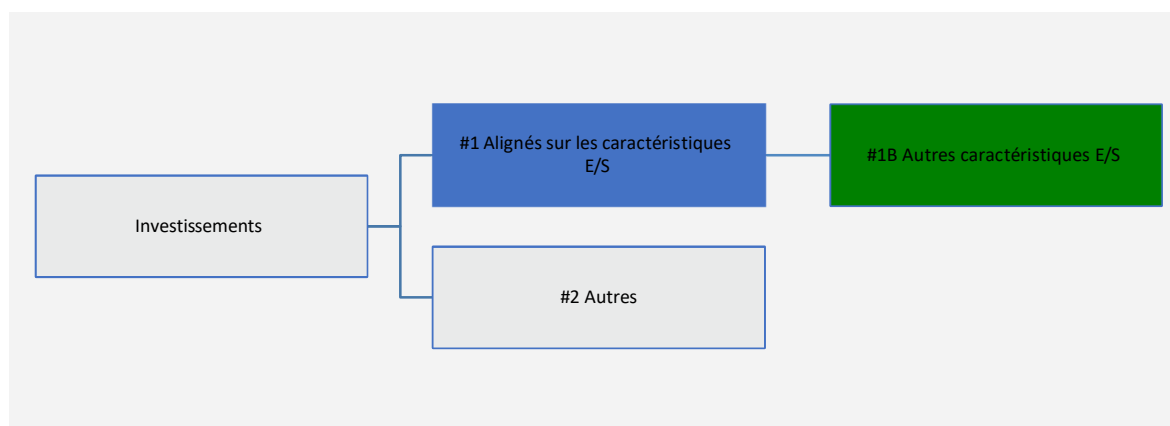 #1 Alignés sur les caractéristiques
E/S
#1B Autres caractéristiques E/S
Investissements
#2 Autres